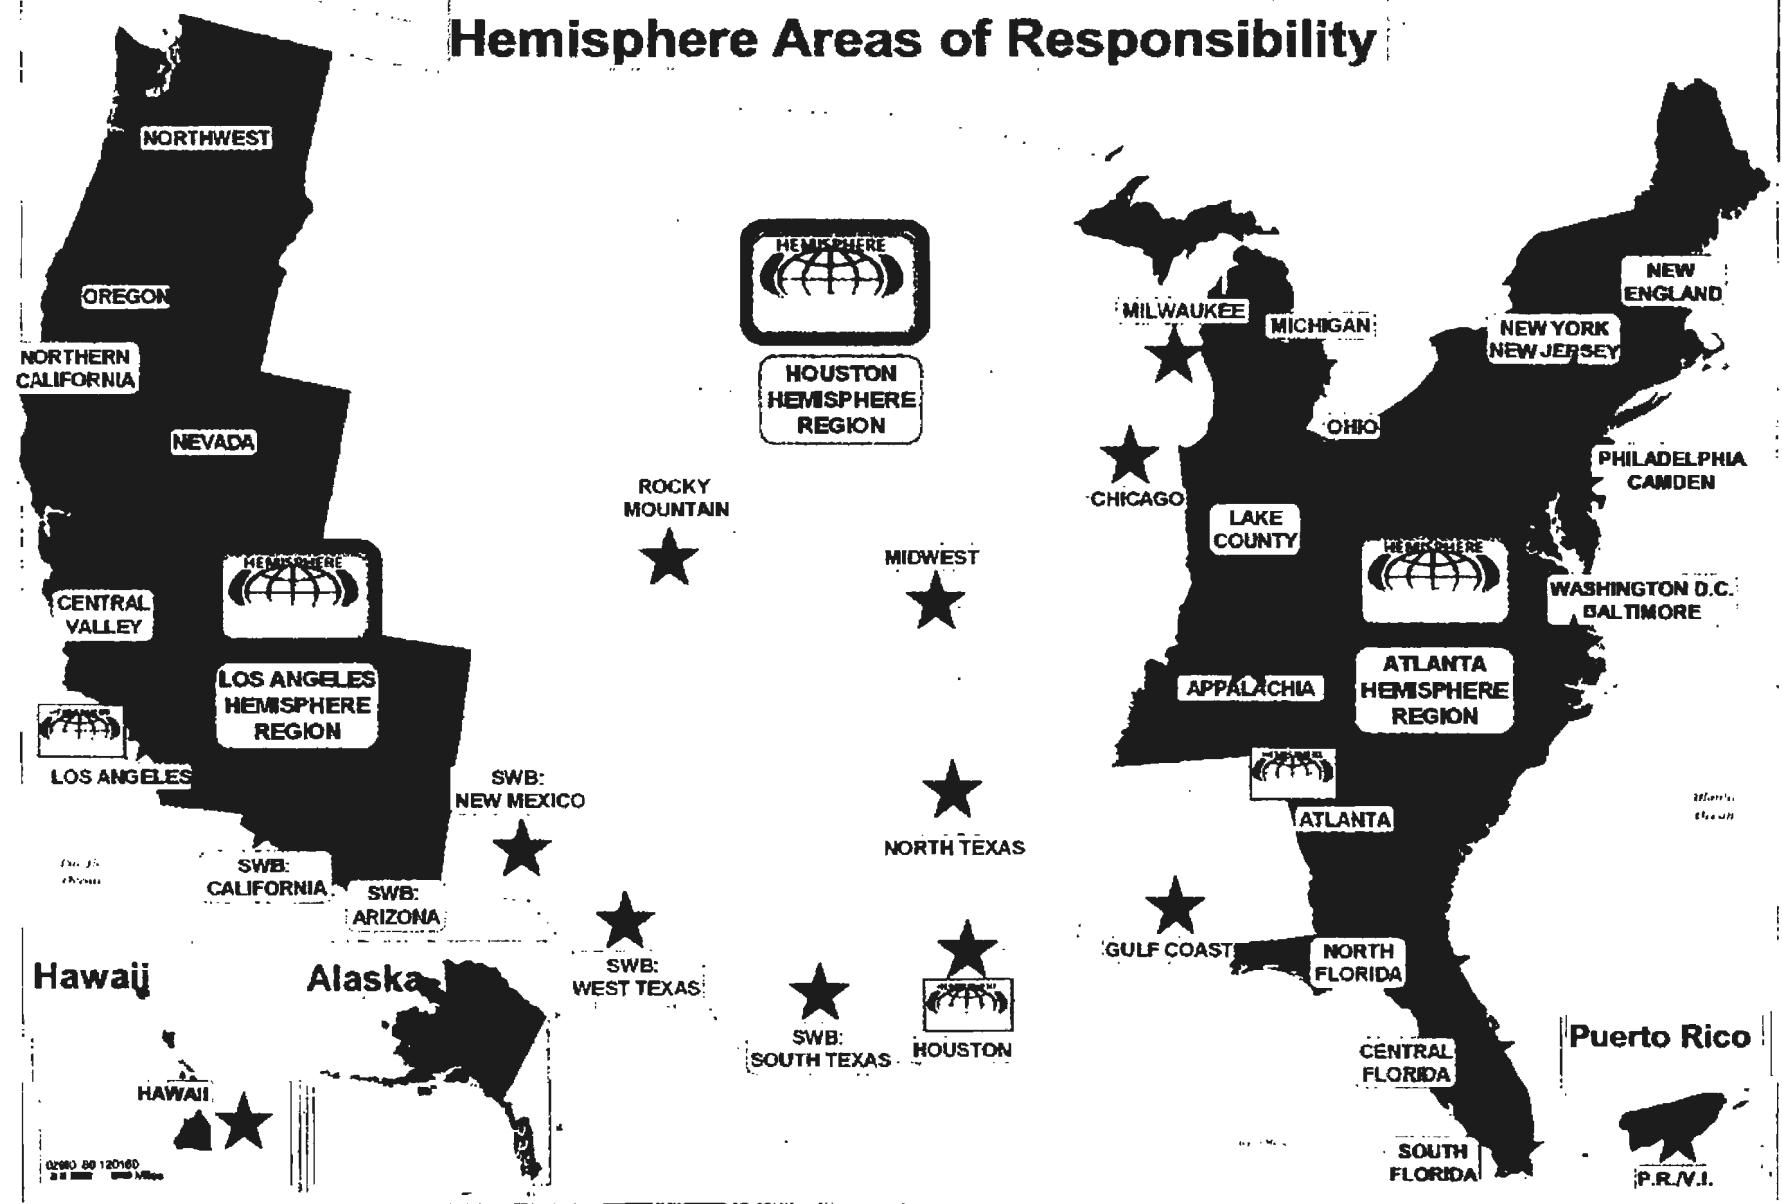 Hemisphere Areas of Responsibility
NORTHWEST
OREGON
NORTHERN
CALIFORNIA
NEVADA
HEMISPHERE
HOUSTON
HEMISPHERE
REGION
MILWAUKEE
MICHIGAN
NEW
ENGLAND
NEW YORK
NEW JERSEY
OHIO
PHILADELPHIA
CAMDEN
CHICAGO
ROCKY
MOUNTAIN
MIDWEST
LAKE
COUNTY
HEMISPHERE
WASHINGTON D.C.
BALTIMORE
HEMISPHERE
CENTRAL
VALLEY
LOS ANGELES
HEMISPHERE
REGION
APPALACHIA
ATLANTA
HEMISPHERE
REGION
LOS ANGELES
SWB:
NEW MEXICO
NORTH TEXAS
ATLANTA
Ocean
SWB:
CALIFORNIA
SWB:
ARIZONA
SWB:
WEST TEXAS
SWB:
SOUTH TEXAS
HOUSTON
GULF COAST
NORTH
FLORIDA
CENTRAL
FLORIDA
SOUTH
FLORIDA
Hawaii
HAWAII
Miles
Alaska
Puerto Rico
P.R./V.I.